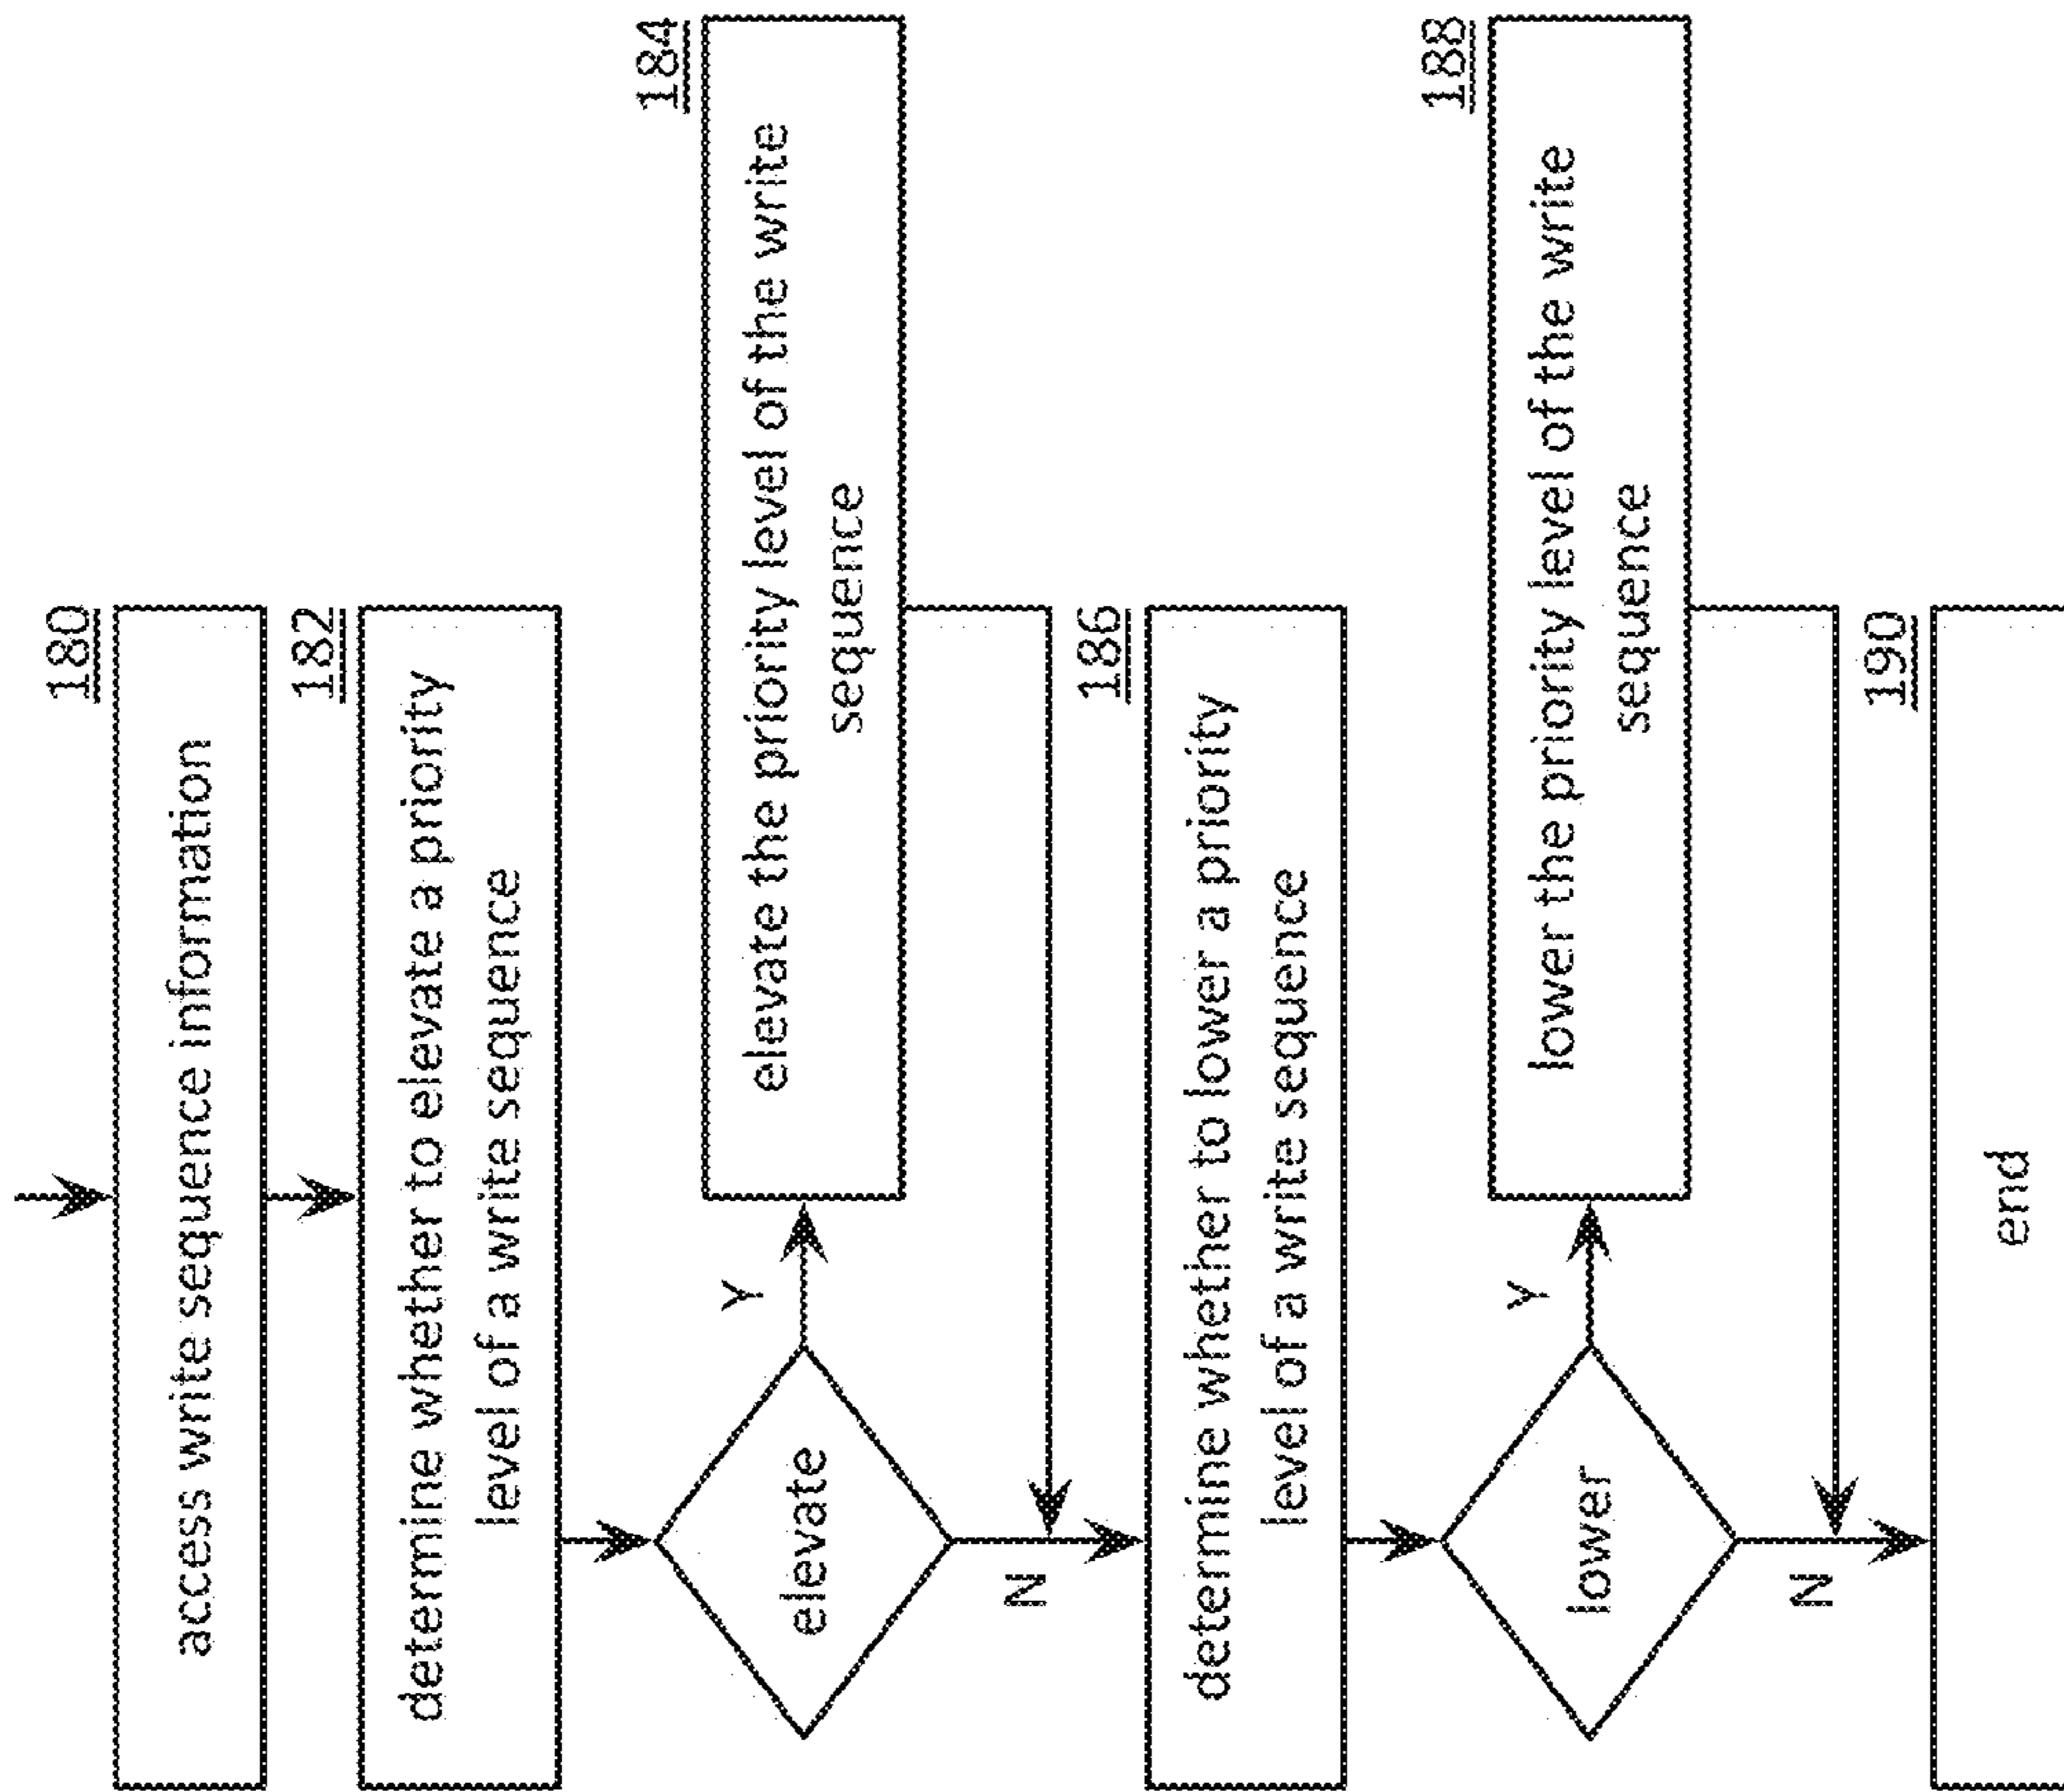 180
access write sequence information
182
determine whether to elevate a priority
level of a write sequence
elevate
Y
184
elevate the priority level of the write
sequence
N
186
determine whether to lower a priority
level of a write sequence
lower
Y
188
lower the priority level of the write
sequence
N
190
end